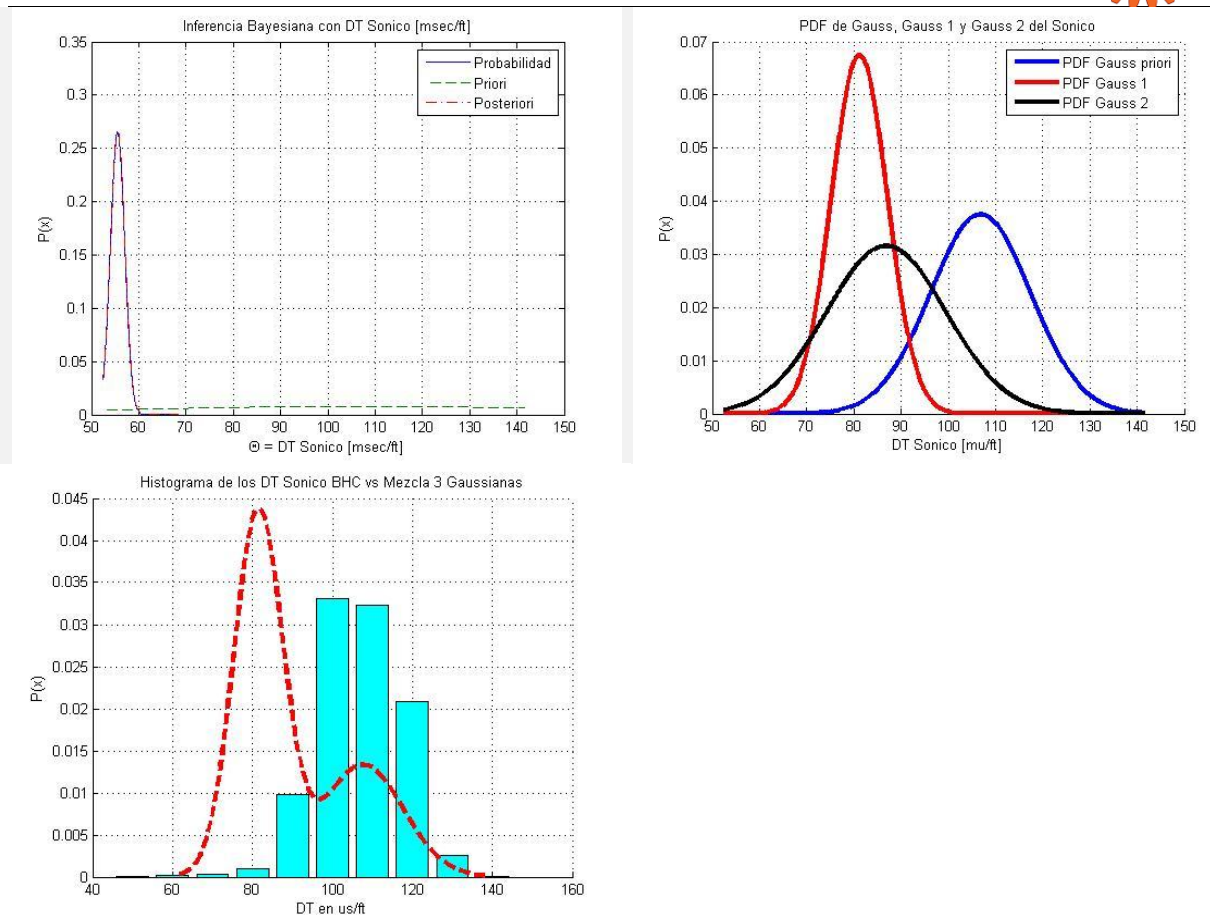 Inferencia Bayesiana con DT Sonico [msec/ft]
0.35
0.3
0.25
0.2
0.15
0.1
0.05
0
P(x)
50 60 70 80 90 100 110 120 130 140 150
Θ = DT Sonico [msec/ft]
Probabilidad
Priori
Posteriori
PDF de Gauss, Gauss 1 y Gauss 2 del Sonico
0.07
0.06
0.05
0.04
0.03
0.02
0.01
0
P(x)
50 60 70 80 90 100 110 120 130 140 150
DT Sonico [mu/ft]
PDF Gauss priori
PDF Gauss 1
PDF Gauss 2
Histograma de los DT Sonico BHC vs Mezcla 3 Gaussianas
0.045
0.04
0.035
0.03
0.025
0.02
0.015
0.01
0.005
0
P(x)
40 60 80 100 120 140 160
DT en us/ft